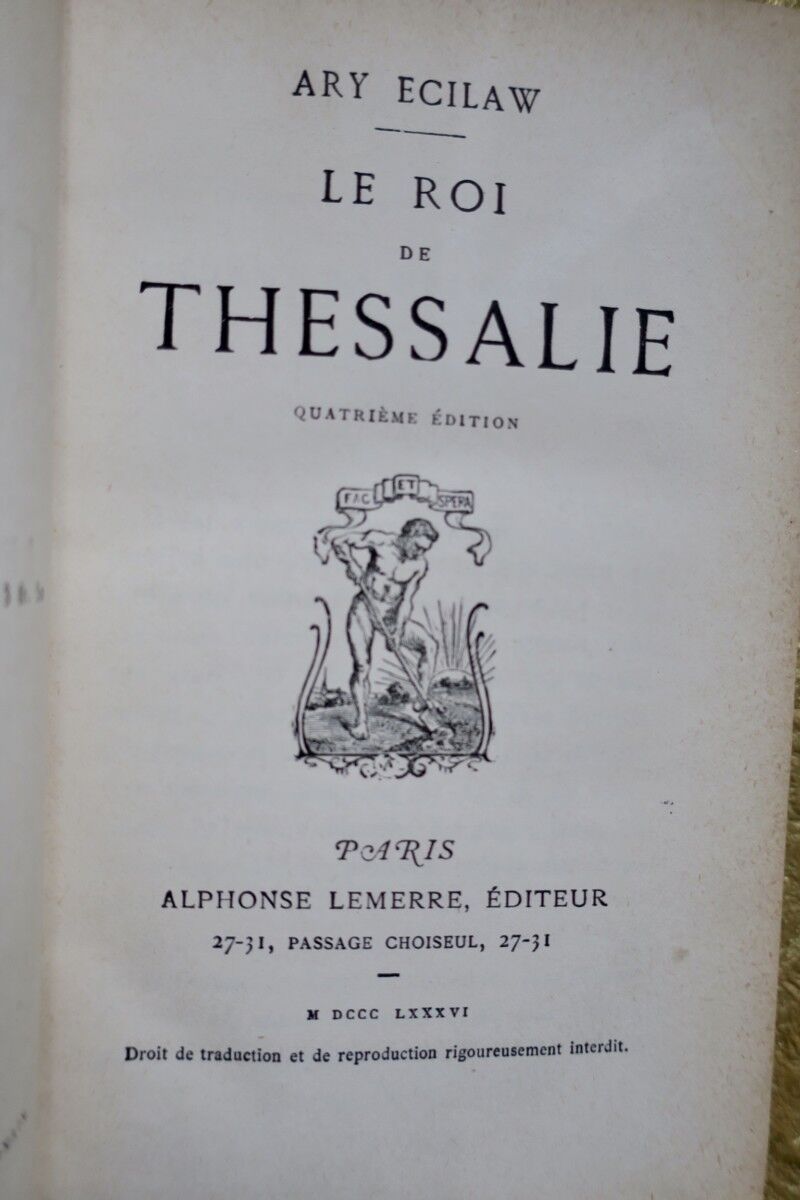 ARY ECILAW
LE ROI
DE
THESSALIE
QUATRIÈME ÉDITION
FAC ET SPERA
PARIS
ALPHONSE LEMERRE, ÉDITEUR
27-31, PASSAGE CHOISEUL, 27-31
M DCCC LXXXVI
Droit de traduction et de reproduction rigoureusement interdit.